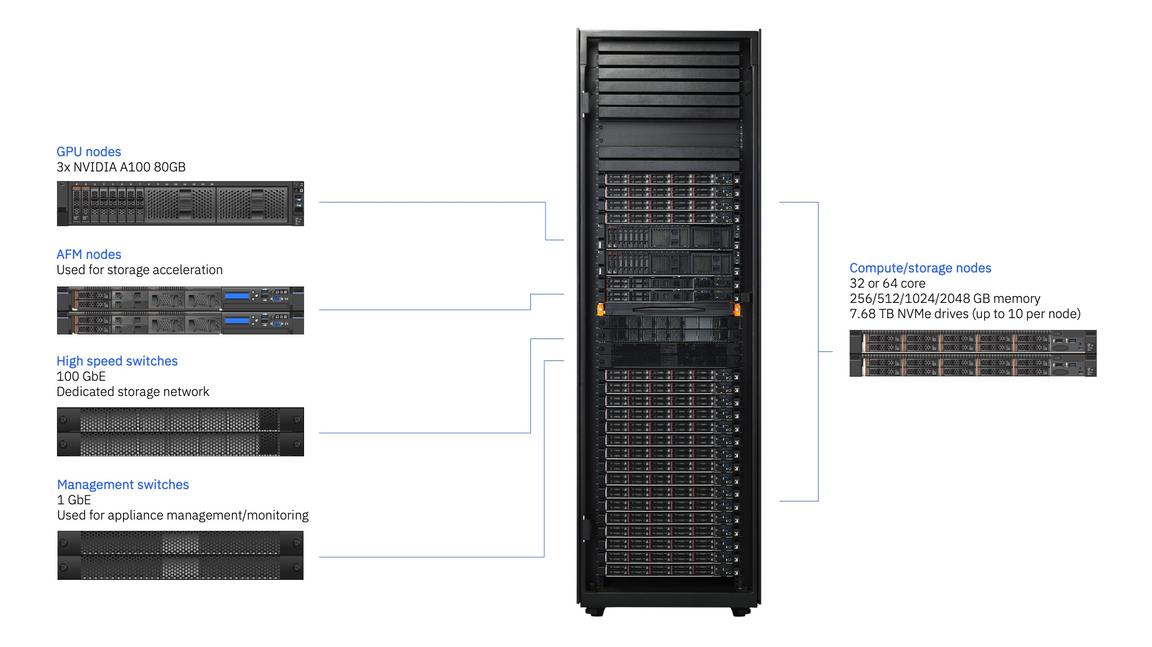 GPU nodes
3x NVIDIA A100 80GB
AFM nodes
Used for storage acceleration
High speed switches
100 GbE
Dedicated storage network
Management switches
1 GbE
Used for appliance management/monitoring
Compute/storage nodes
32 or 64 core
256/512/1024/2048 GB memory
7.68 TB NVMe drives (up to 10 per node)